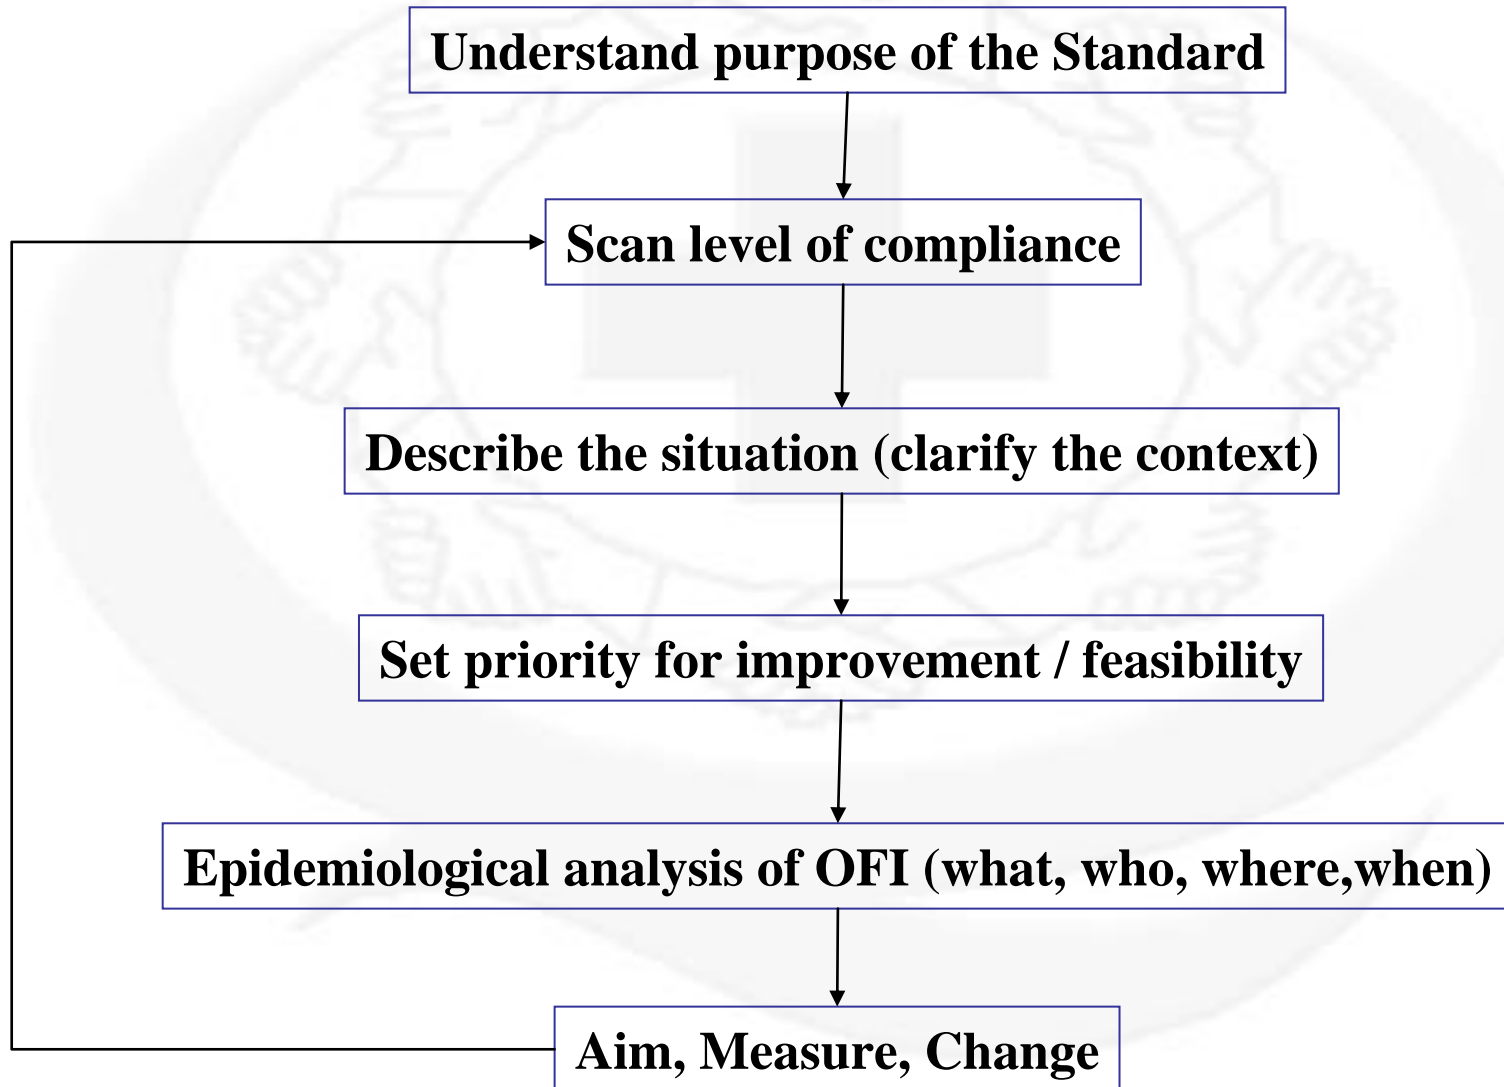 Understand purpose of the Standard
Scan level of compliance
Describe the situation (clarify the context)
Set priority for improvement / feasibility
Epidemiological analysis of OFI (what, who, where,when)
Aim, Measure, Change